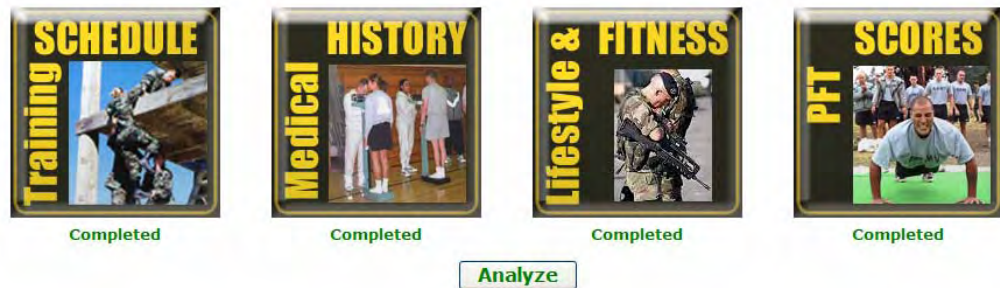 Training SCHEDULE
Medical HISTORY
Lifestyle & FITNESS
PFT SCORES
Completed
Completed
Completed
Completed
Analyze